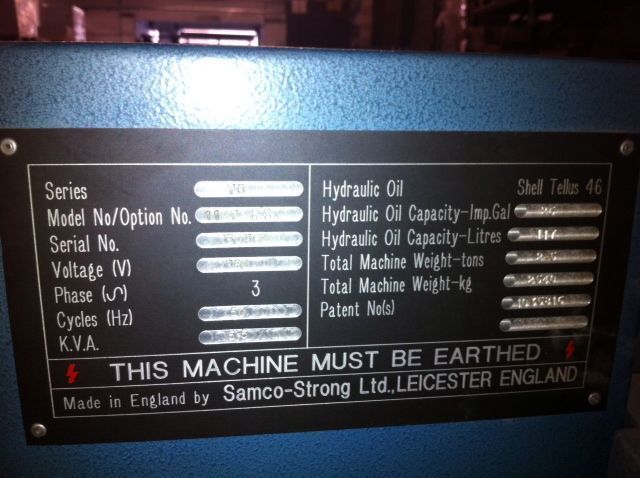 Series
Model No/Option No.
Serial No.
Voltage (V)
Phase (∿) 3
Cycles (Hz)
K.V.A.
Hydraulic Oil Shell Tellus 46
Hydraulic Oil Capacity-Imp.Gal
Hydraulic Oil Capacity-Litres
Total Machine Weight-tons
Total Machine Weight-kg
Patent No(s)
THIS MACHINE MUST BE EARTHED
Made in England by Samco-Strong Ltd.,LEICESTER ENGLAND